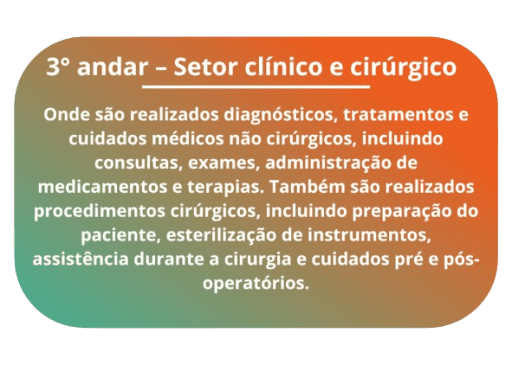 3° andar – Setor clínico e cirúrgico
Onde são realizados diagnósticos, tratamentos e
cuidados médicos não cirúrgicos, incluindo
consultas, exames, administração de
medicamentos e terapias. Também são realizados
procedimentos cirúrgicos, incluindo preparação do
paciente, esterilização de instrumentos,
assistência durante a cirurgia e cuidados pré e pós-
operatórios.